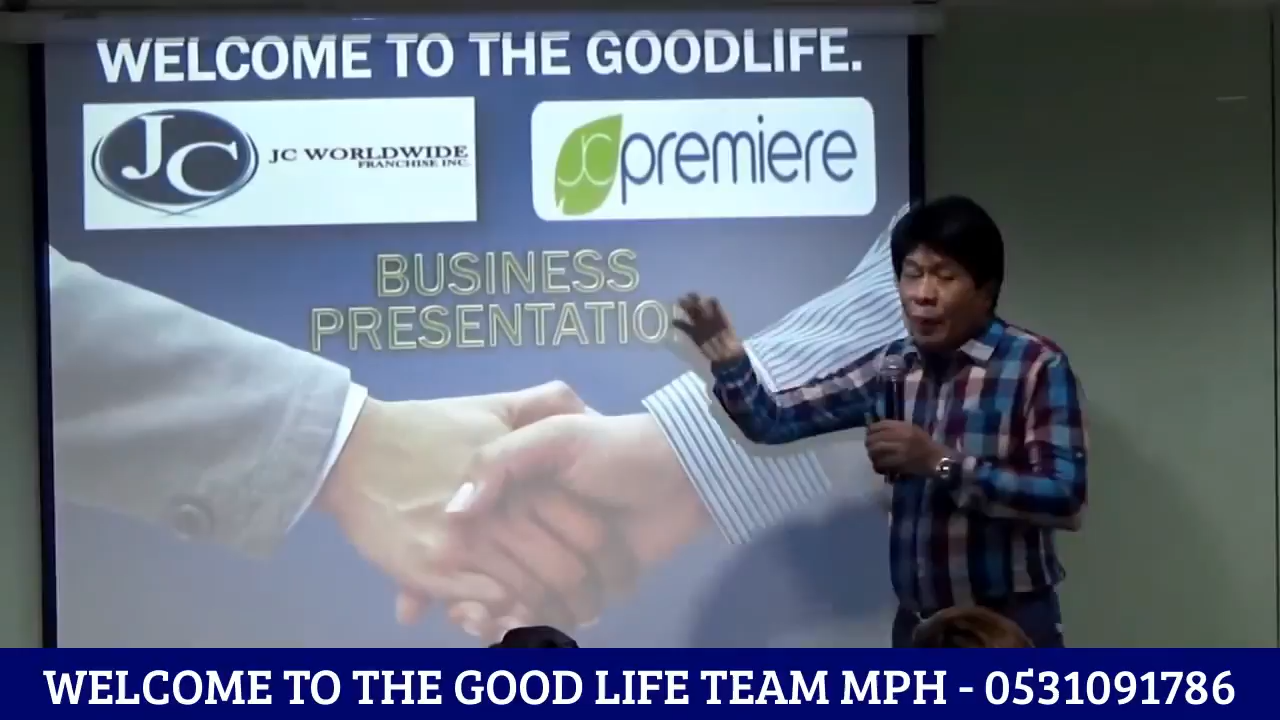 WELCOME TO THE GOODLIFE.
JC
JC WORLDWIDE
FRANCHISE INC.
jc premiere
BUSINESS
PRESENTATIO
WELCOME TO THE GOOD LIFE TEAM MPH - 0531091786